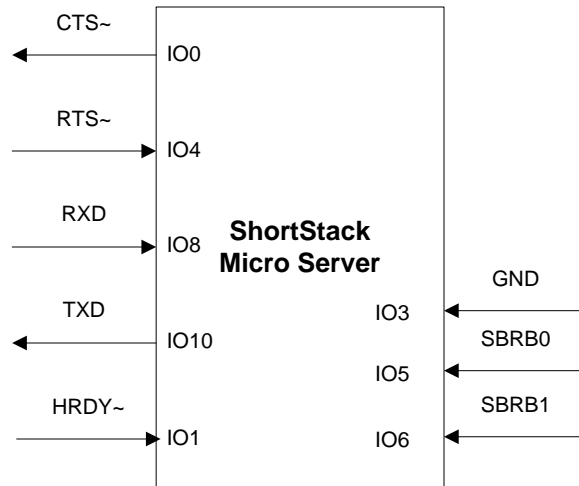 CTS~
IO0
RTS~
IO4
RXD
IO8
ShortStack
Micro Server
GND
TXD
IO3
IO10
SBRB0
IO5
HRDY~
SBRB1
IO1
IO6